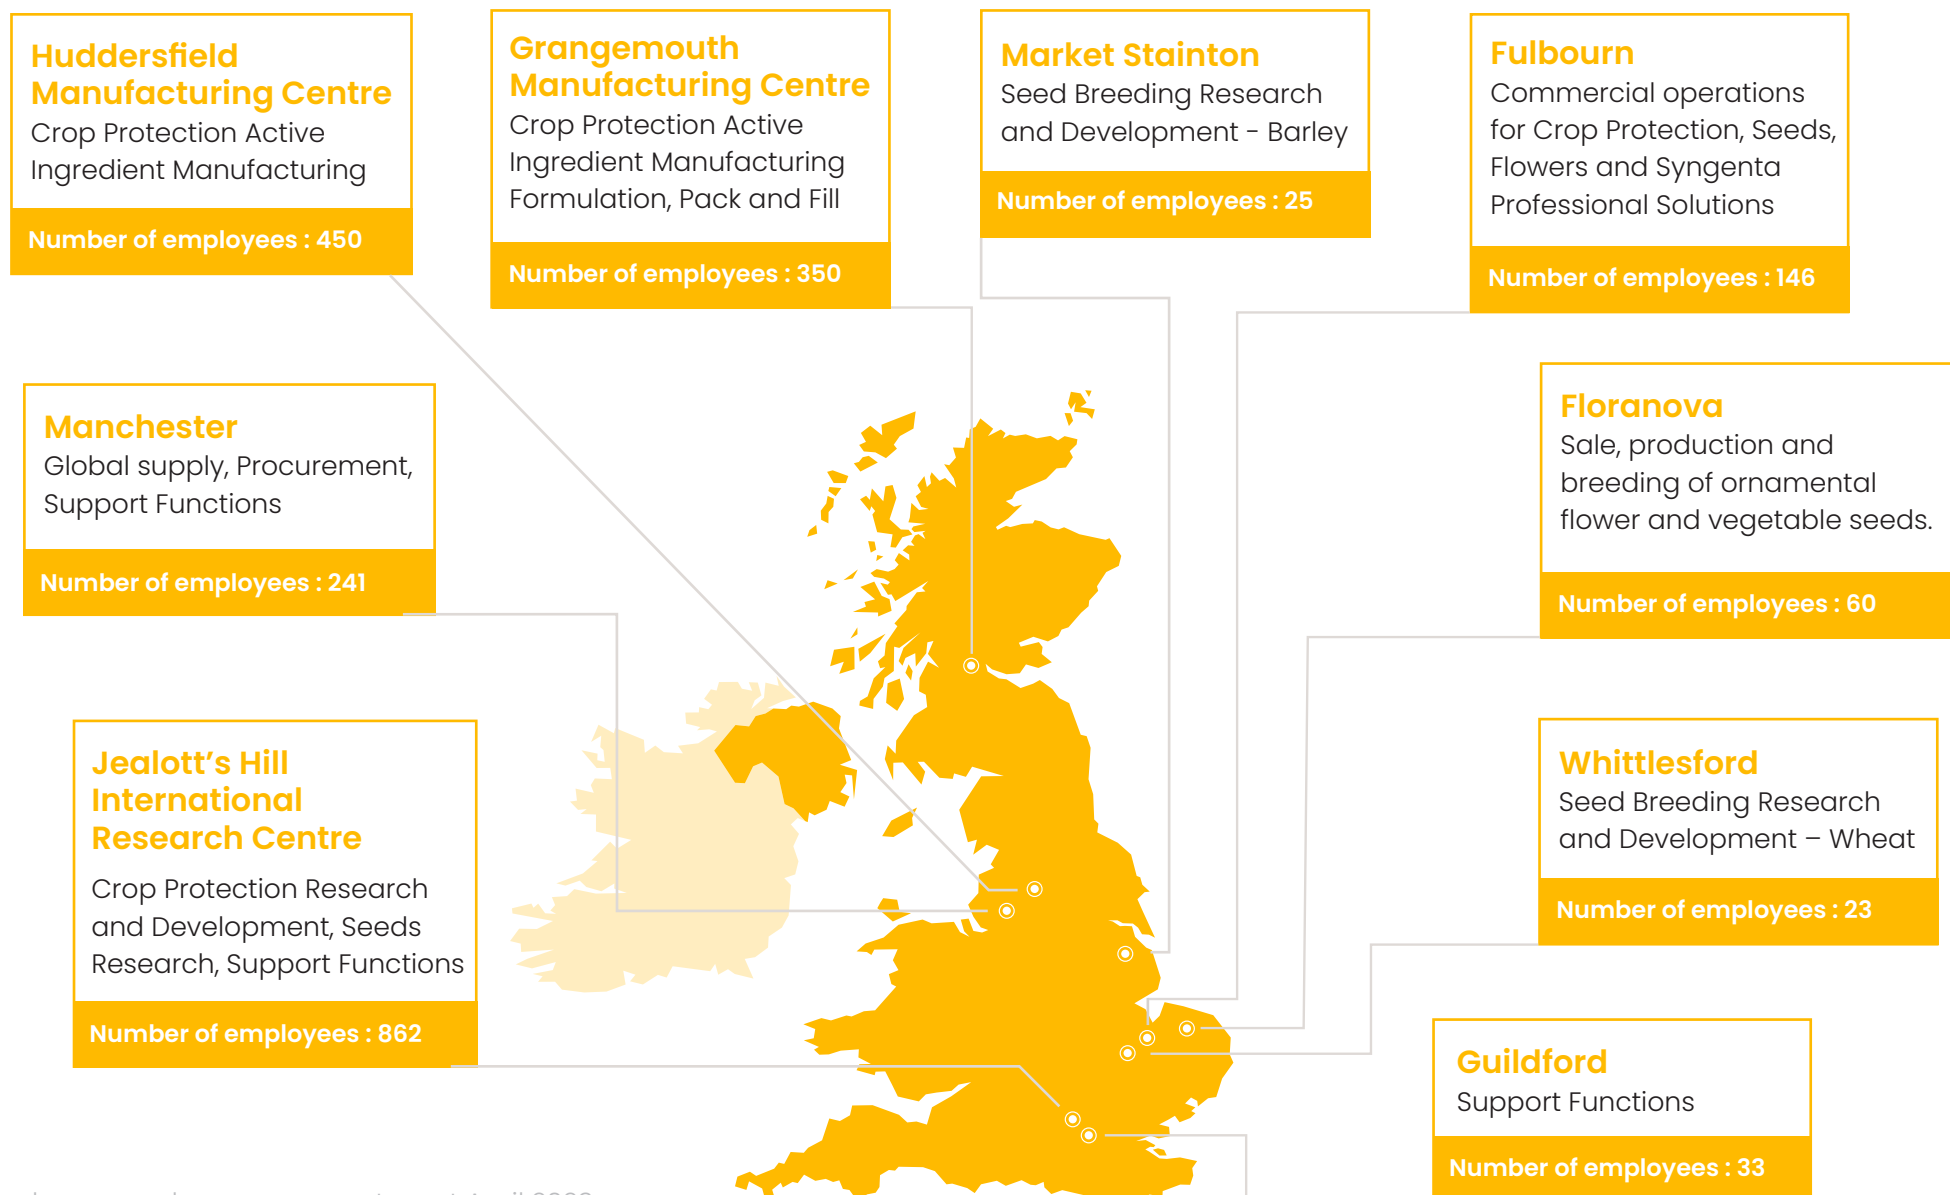 Huddersfield
Manufacturing Centre
Crop Protection Active
Ingredient Manufacturing
Number of employees : 450
Grangemouth
Manufacturing Centre
Crop Protection Active
Ingredient Manufacturing
Formulation, Pack and Fill
Number of employees : 350
Market Stainton
Seed Breeding Research
and Development - Barley
Number of employees : 25
Fulbourn
Commercial operations
for Crop Protection, Seeds,
Flowers and Syngenta
Professional Solutions
Number of employees : 146
Manchester
Global supply, Procurement,
Support Functions
Number of employees : 241
Floranova
Sale, production and
breeding of ornamental
flower and vegetable seeds.
Number of employees : 60
Jealott’s Hill
International
Research Centre
Crop Protection Research
and Development, Seeds
Research, Support Functions
Number of employees : 862
Whittlesford
Seed Breeding Research
and Development – Wheat
Number of employees : 23
Guildford
Support Functions
Number of employees : 33